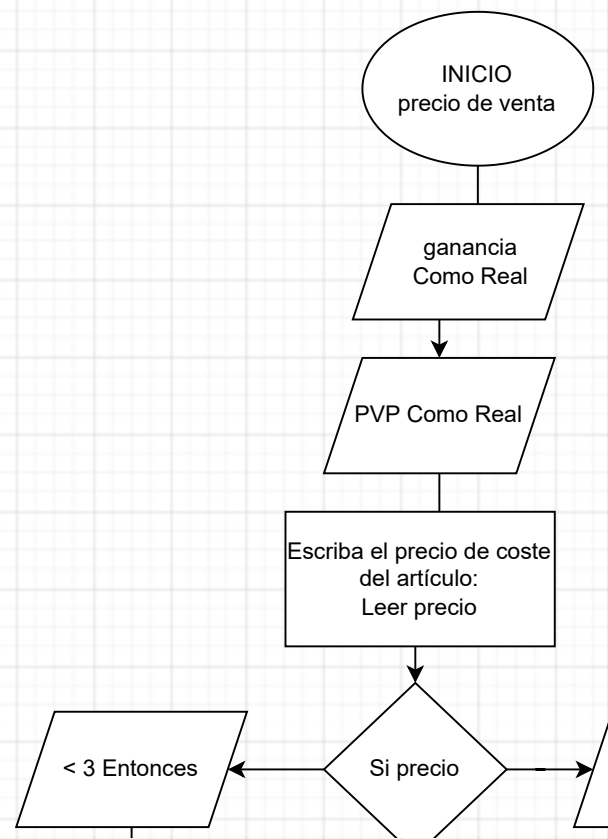 INICIO
precio de venta
ganancia
Como Real
PVP Como Real
Escriba el precio de coste
del artículo:
Leer precio
< 3 Entonces
Si precio